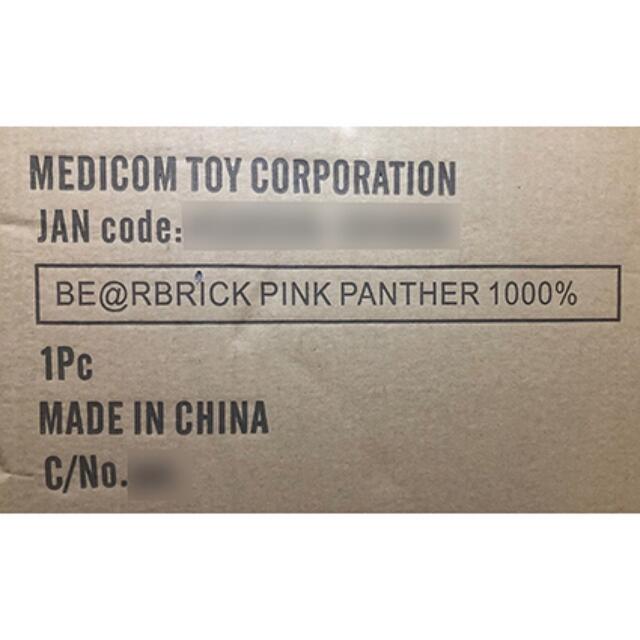 MEDICOM TOY CORPORATION
JAN code:
BE@RBRICK PINK PANTHER 1000%
1Pc
MADE IN CHINA
C/No.